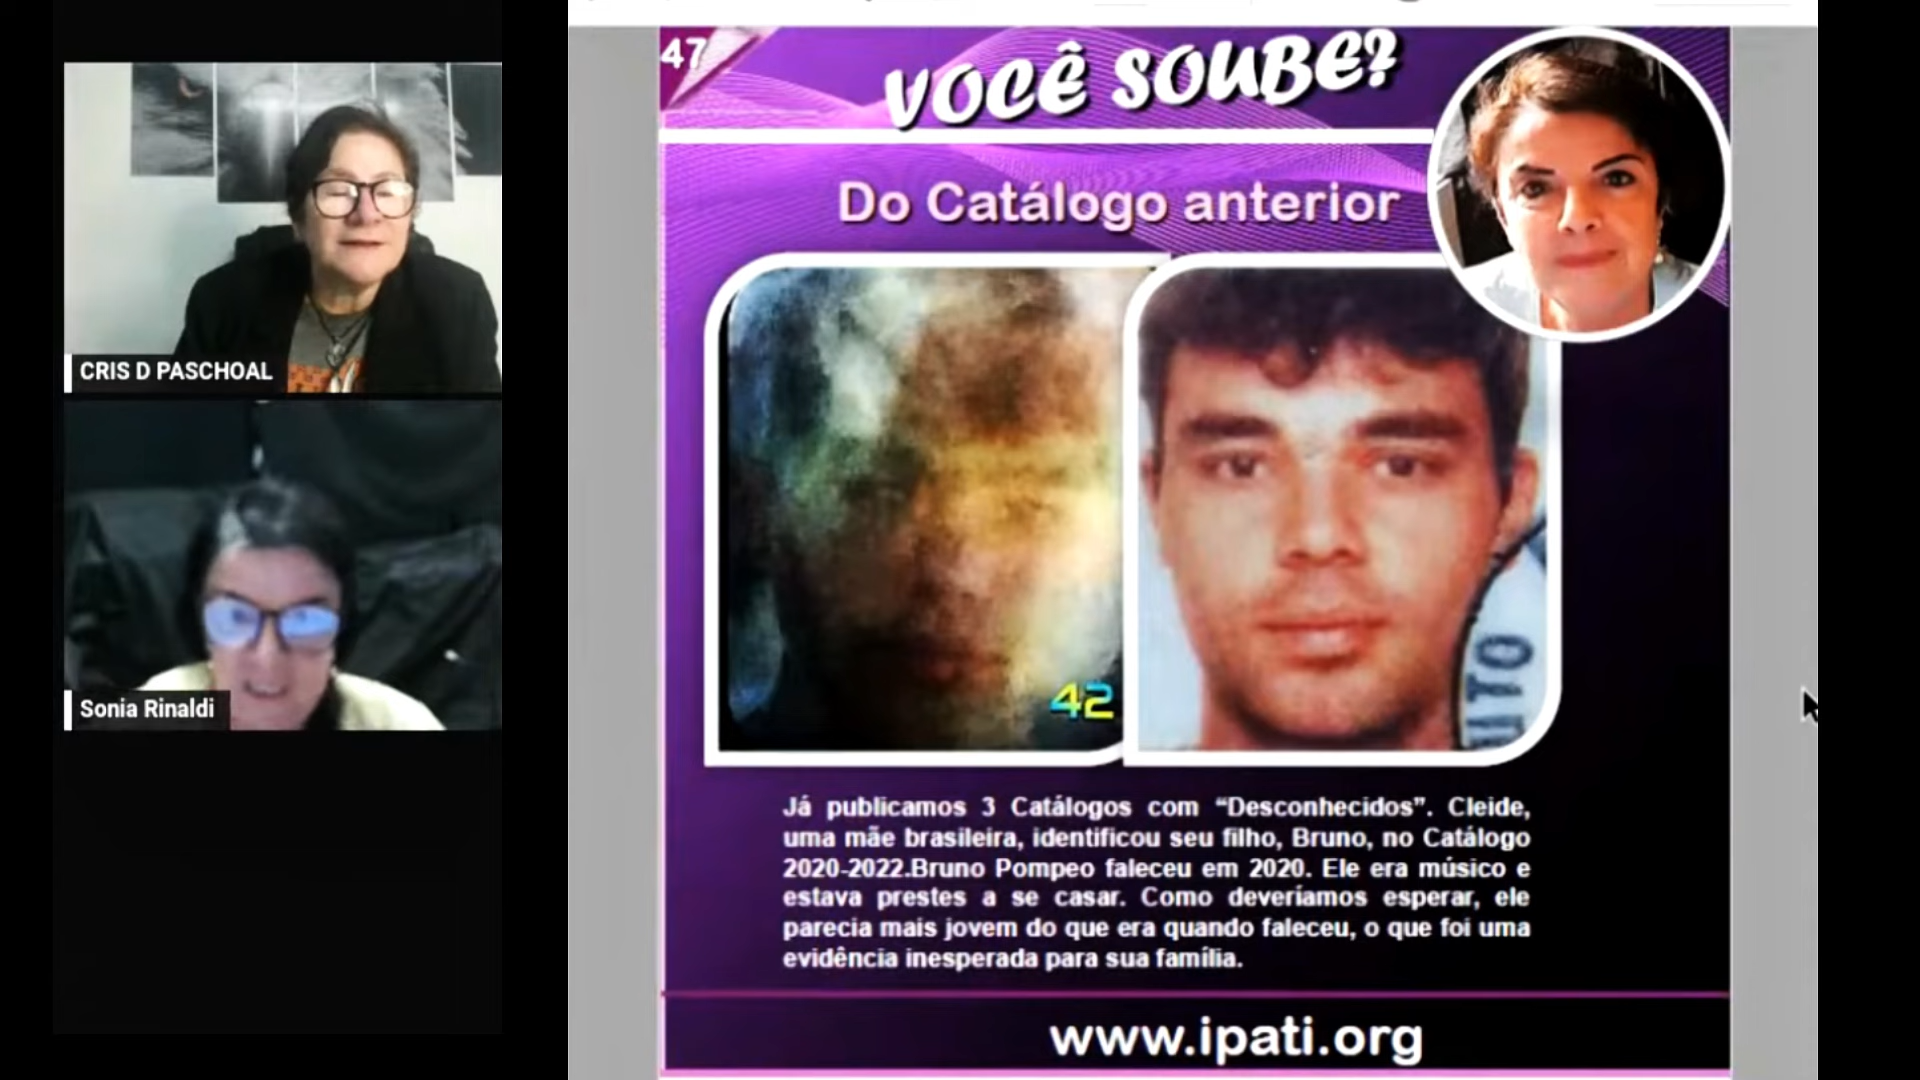 47
VOCÊ SOUBE?
Do Catálogo anterior
CRIS D PASCHOAL
Sonia Rinaldi
42
UTO
Já publicamos 3 Catálogos com “Desconhecidos”. Cleide,
uma mãe brasileira, identificou seu filho, Bruno, no Catálogo
2020-2022.Bruno Pompeo faleceu em 2020. Ele era músico e
estava prestes a se casar. Como deveríamos esperar, ele
parecia mais jovem do que era quando faleceu, o que foi uma
evidência inesperada para sua família.
www.ipati.org